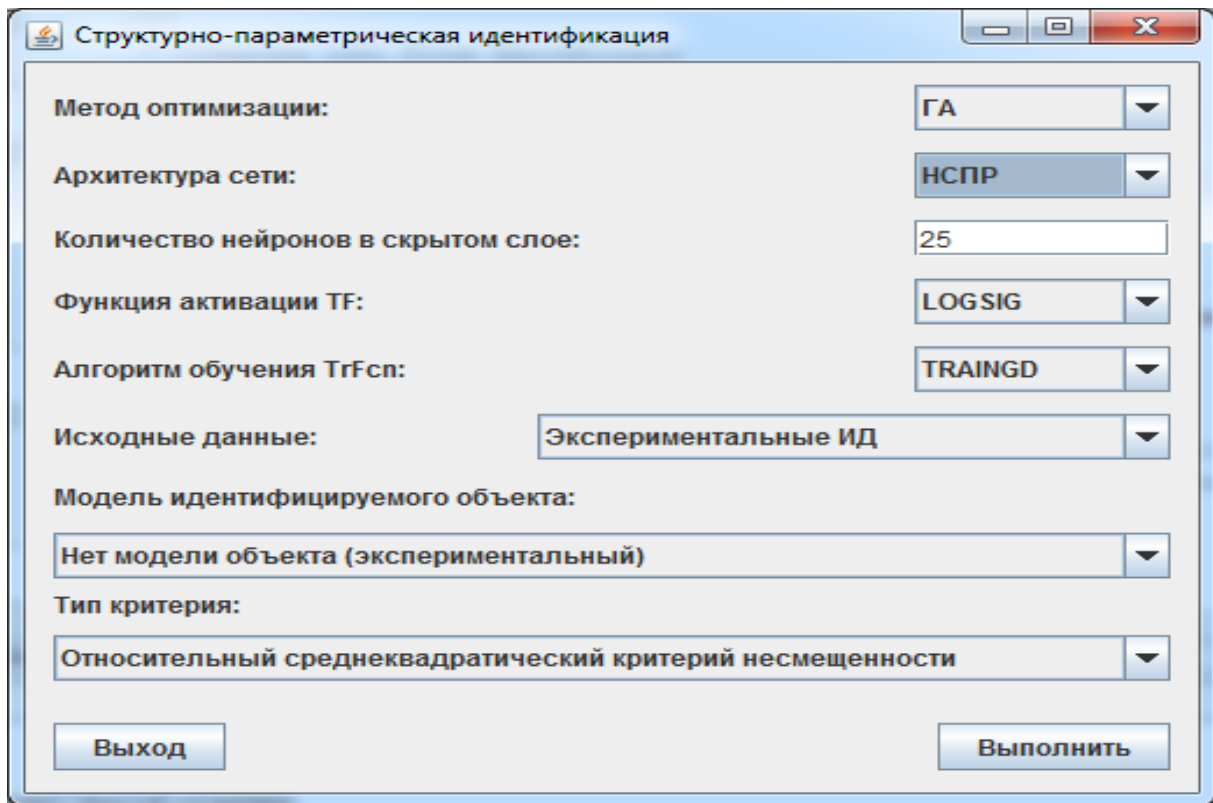 Структурно-параметрическая идентификация
Метод оптимизации: ГА
Архитектура сети: НСПР
Количество нейронов в скрытом слое: 25
Функция активации TF: LOGSIG
Алгоритм обучения TrFcn: TRAINGD
Исходные данные: Экспериментальные ИД
Модель идентифицируемого объекта:
Нет модели объекта (экспериментальный)
Тип критерия:
Относительный среднеквадратический критерий несмещенности
Выход Выполнить